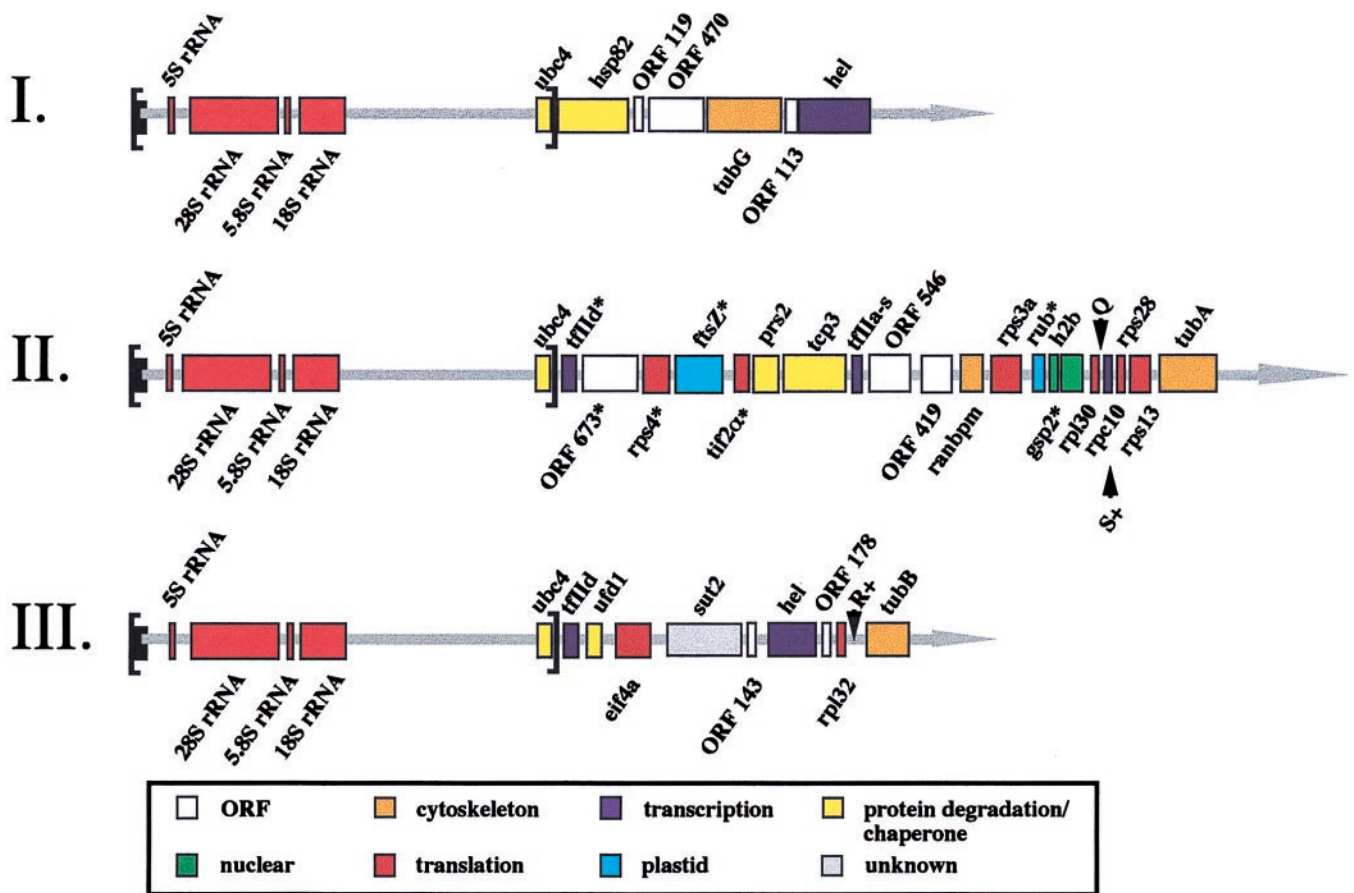 I.
5S rRNA
ubc4
hsp82
ORF 119
ORF 470
hel
28S rRNA
5.8S rRNA
18S rRNA
tubG
ORF 113
II.
5S rRNA
ubc4
tfIId*
ftsZ*
prs2
tcp3
tfIIa-s
ORF 546
rps3a
rub*
h2b
Q
rps28
tubA
28S rRNA
5.8S rRNA
18S rRNA
ORF 673*
rps4*
tif2α*
ORF 419
ranbpm
gsp2*
rpl30
rpc10
rps13
S+
III.
5S rRNA
ubc4
tfIId
ufd1
sut2
hel
ORF 178
R+
tubB
28S rRNA
5.8S rRNA
18S rRNA
eif4a
ORF 143
rpl32
ORF
cytoskeleton
transcription
protein degradation/
chaperone
nuclear
translation
plastid
unknown